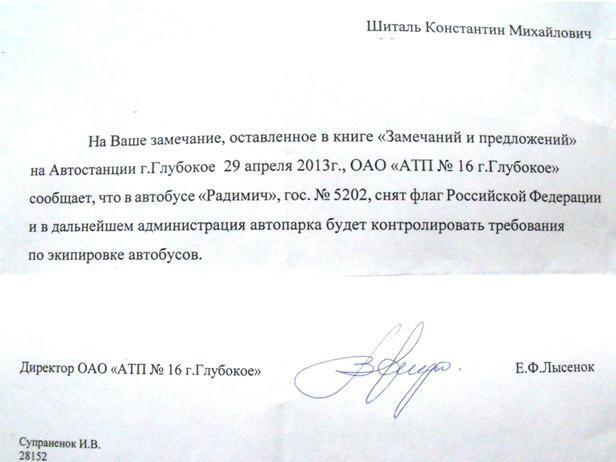 Шиталь Константин Михайлович
На Ваше замечание, оставленное в книге «Замечаний и предложений»
на Автостанции г.Глубокое 29 апреля 2013г., ОАО «АТП № 16 г.Глубокое»
сообщает, что в автобусе «Радимич», гос. № 5202, снят флаг Российской Федерации
и в дальнейшем администрация автопарка будет контролировать требования
по экипировке автобусов.
Директор ОАО «АТП № 16 г.Глубокое» Е.Ф.Лысенок
Супраненок И.В.
28152